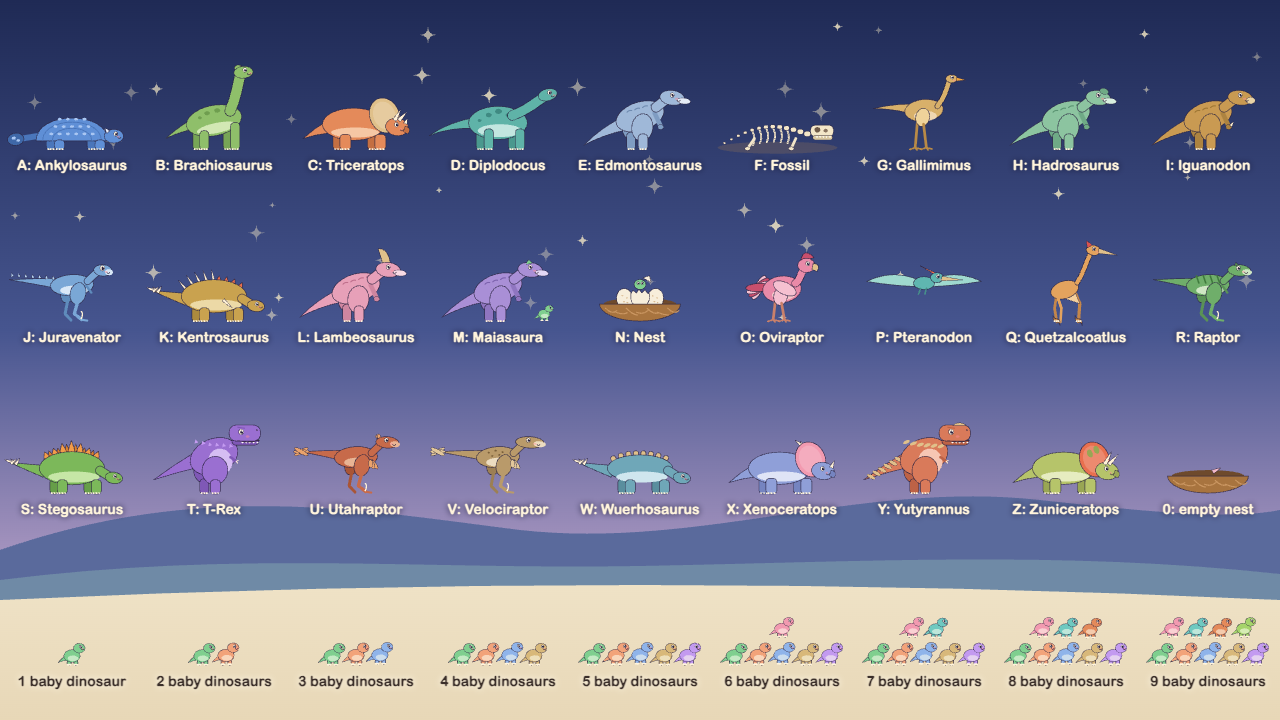 A: Ankylosaurus
B: Brachiosaurus
C: Triceratops
D: Diplodocus
E: Edmontosaurus
F: Fossil
G: Gallimimus
H: Hadrosaurus
I: Iguanodon
J: Juravenator
K: Kentrosaurus
L: Lambeosaurus
M: Maiasaura
N: Nest
O: Oviraptor
P: Pteranodon
Q: Quetzalcoatlus
R: Raptor
S: Stegosaurus
T: T-Rex
U: Utahraptor
V: Velociraptor
W: Wuerhosaurus
X: Xenoceratops
Y: Yutyrannus
Z: Zuniceratops
0: empty nest
1 baby dinosaur
2 baby dinosaurs
3 baby dinosaurs
4 baby dinosaurs
5 baby dinosaurs
6 baby dinosaurs
7 baby dinosaurs
8 baby dinosaurs
9 baby dinosaurs